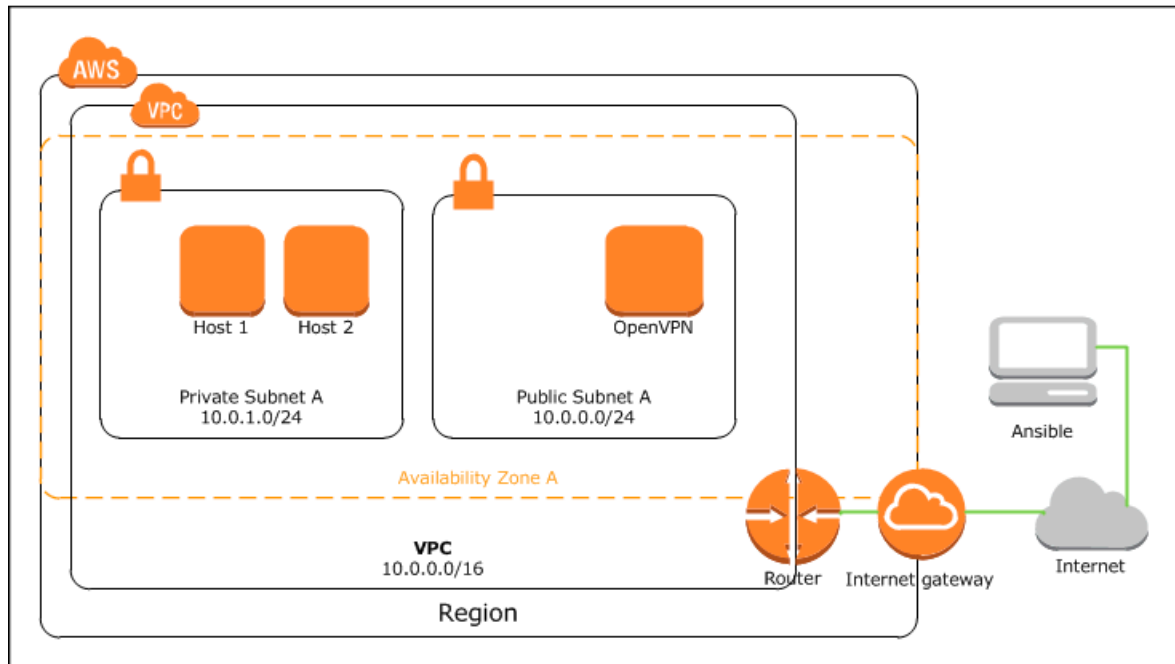 AWS
VPC
Host 1
Host 2
OpenVPN
Private Subnet A
10.0.1.0/24
Public Subnet A
10.0.0.0/24
Ansible
Availability Zone A
VPC
10.0.0.0/16
Router
Internet gateway
Internet
Region